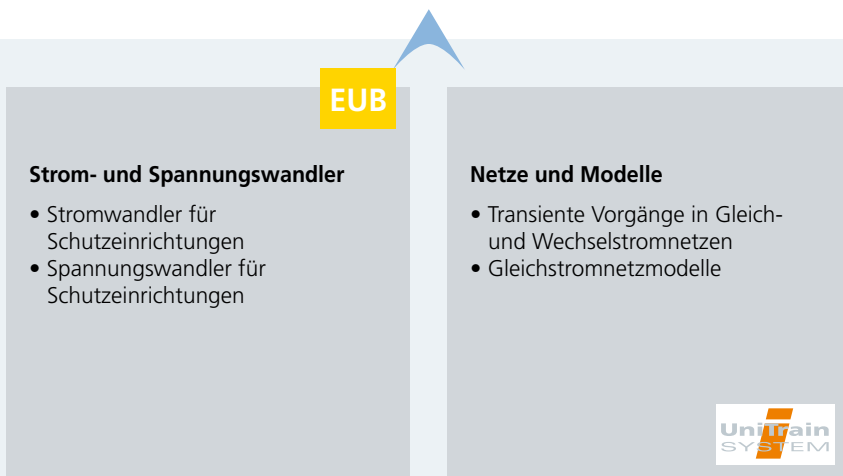 EUB
Strom- und Spannungswandler
• Stromwandler für
Schutzeinrichtungen
• Spannungswandler für
Schutzeinrichtungen
Netze und Modelle
• Transiente Vorgänge in Gleich-
und Wechselstromnetzen
• Gleichstromnetzmodelle
UniTrain
SYSTEM